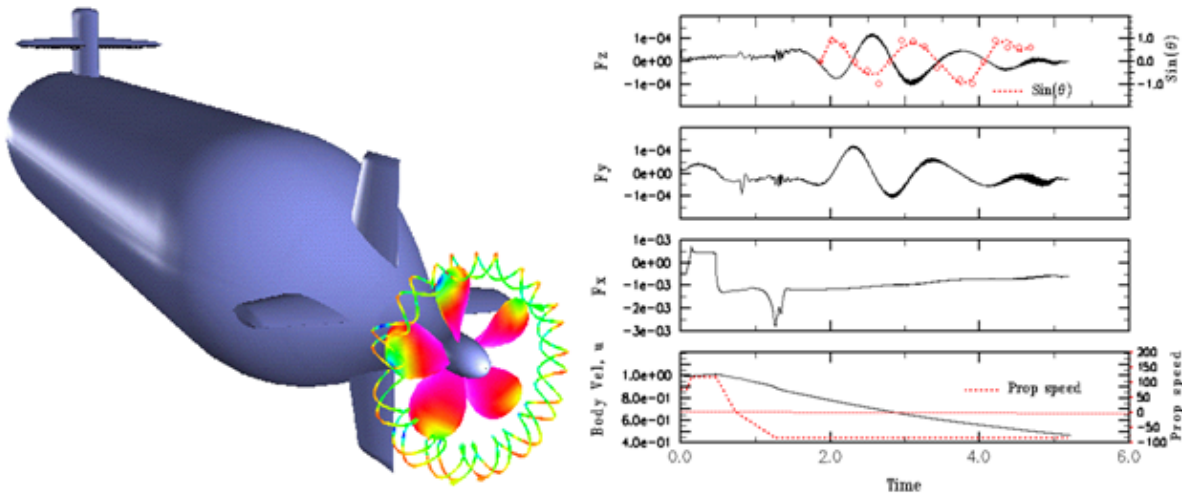 Fz
1e-04
0e+00
-1e-04
1.0
0.0
-1.0
Sin(θ)
Sin(θ)
Fy
1e-04
0e+00
-1e-04
Fx
1e-03
0e+00
-1e-03
-2e-03
-3e-03
Body Vel, u
1.0e+00
8.0e-01
6.0e-01
4.0e-01
Prop speed
200
150
100
50
0
-50
-100
Prop speed
0.0 2.0 4.0 6.0
Time